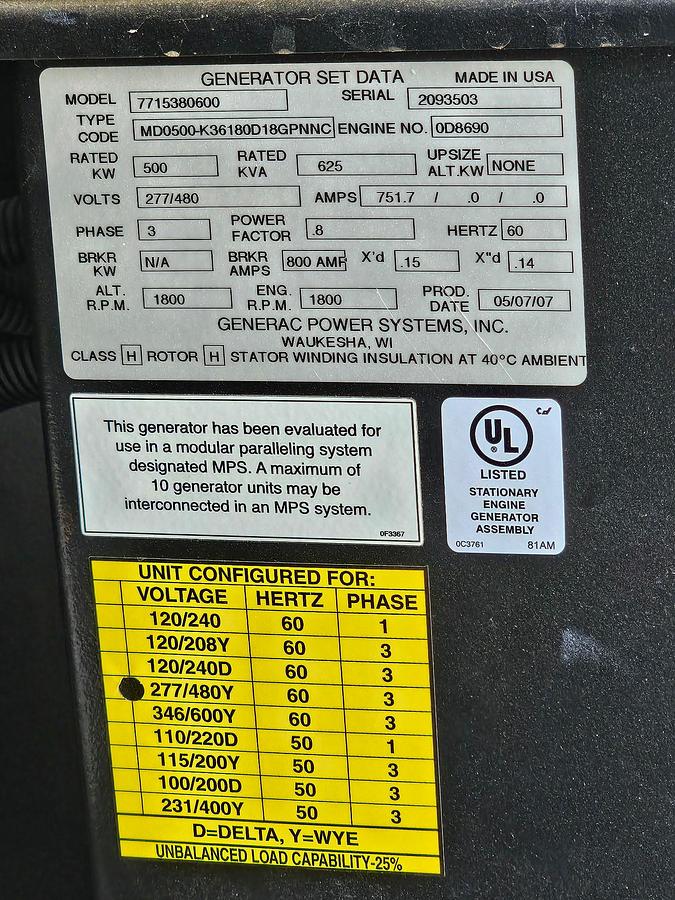 GENERATOR SET DATA MADE IN USA
MODEL 7715380600 SERIAL 2093503
TYPE CODE MD0500-K36180D18GPNNC ENGINE NO. 0D8690
RATED KW 500 RATED KVA 625 UPSIZE ALT.KW NONE
VOLTS 277/480 AMPS 751.7 / .0 / .0
PHASE 3 POWER FACTOR .8 HERTZ 60
BRKR KW N/A BRKR AMPS 800 AMP X'd .15 X"d .14
ALT. R.P.M. 1800 ENG. R.P.M. 1800 PROD. DATE 05/07/07
GENERAC POWER SYSTEMS, INC.
WAUKESHA, WI
CLASS H ROTOR H STATOR WINDING INSULATION AT 40°C AMBIENT
This generator has been evaluated for
use in a modular paralleling system
designated MPS. A maximum of
10 generator units may be
interconnected in an MPS system.
0F3367
UL
®
LISTED
STATIONARY
ENGINE
GENERATOR
ASSEMBLY
0C3761 81AM
UNIT CONFIGURED FOR:
VOLTAGE HERTZ PHASE
120/240 60 1
120/208Y 60 3
120/240D 60 3
277/480Y 60 3
346/600Y 60 3
110/220D 50 1
115/200Y 50 3
100/200D 50 3
231/400Y 50 3
D=DELTA, Y=WYE
UNBALANCED LOAD CAPABILITY-25%